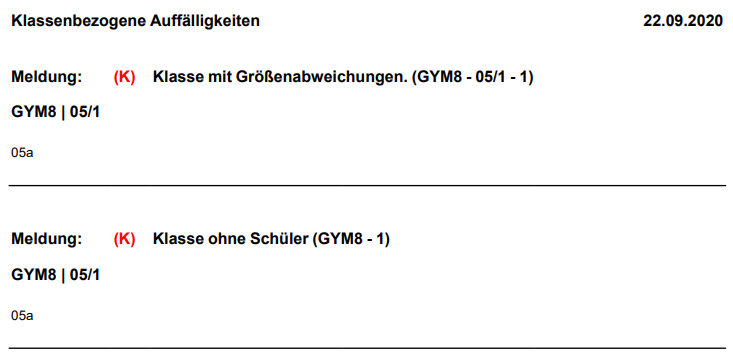 Klassenbezogene Auffälligkeiten 22.09.2020
Meldung: (K) Klasse mit Größenabweichungen. (GYM8 - 05/1 - 1)
GYM8 | 05/1
05a
Meldung: (K) Klasse ohne Schüler (GYM8 - 1)
GYM8 | 05/1
05a